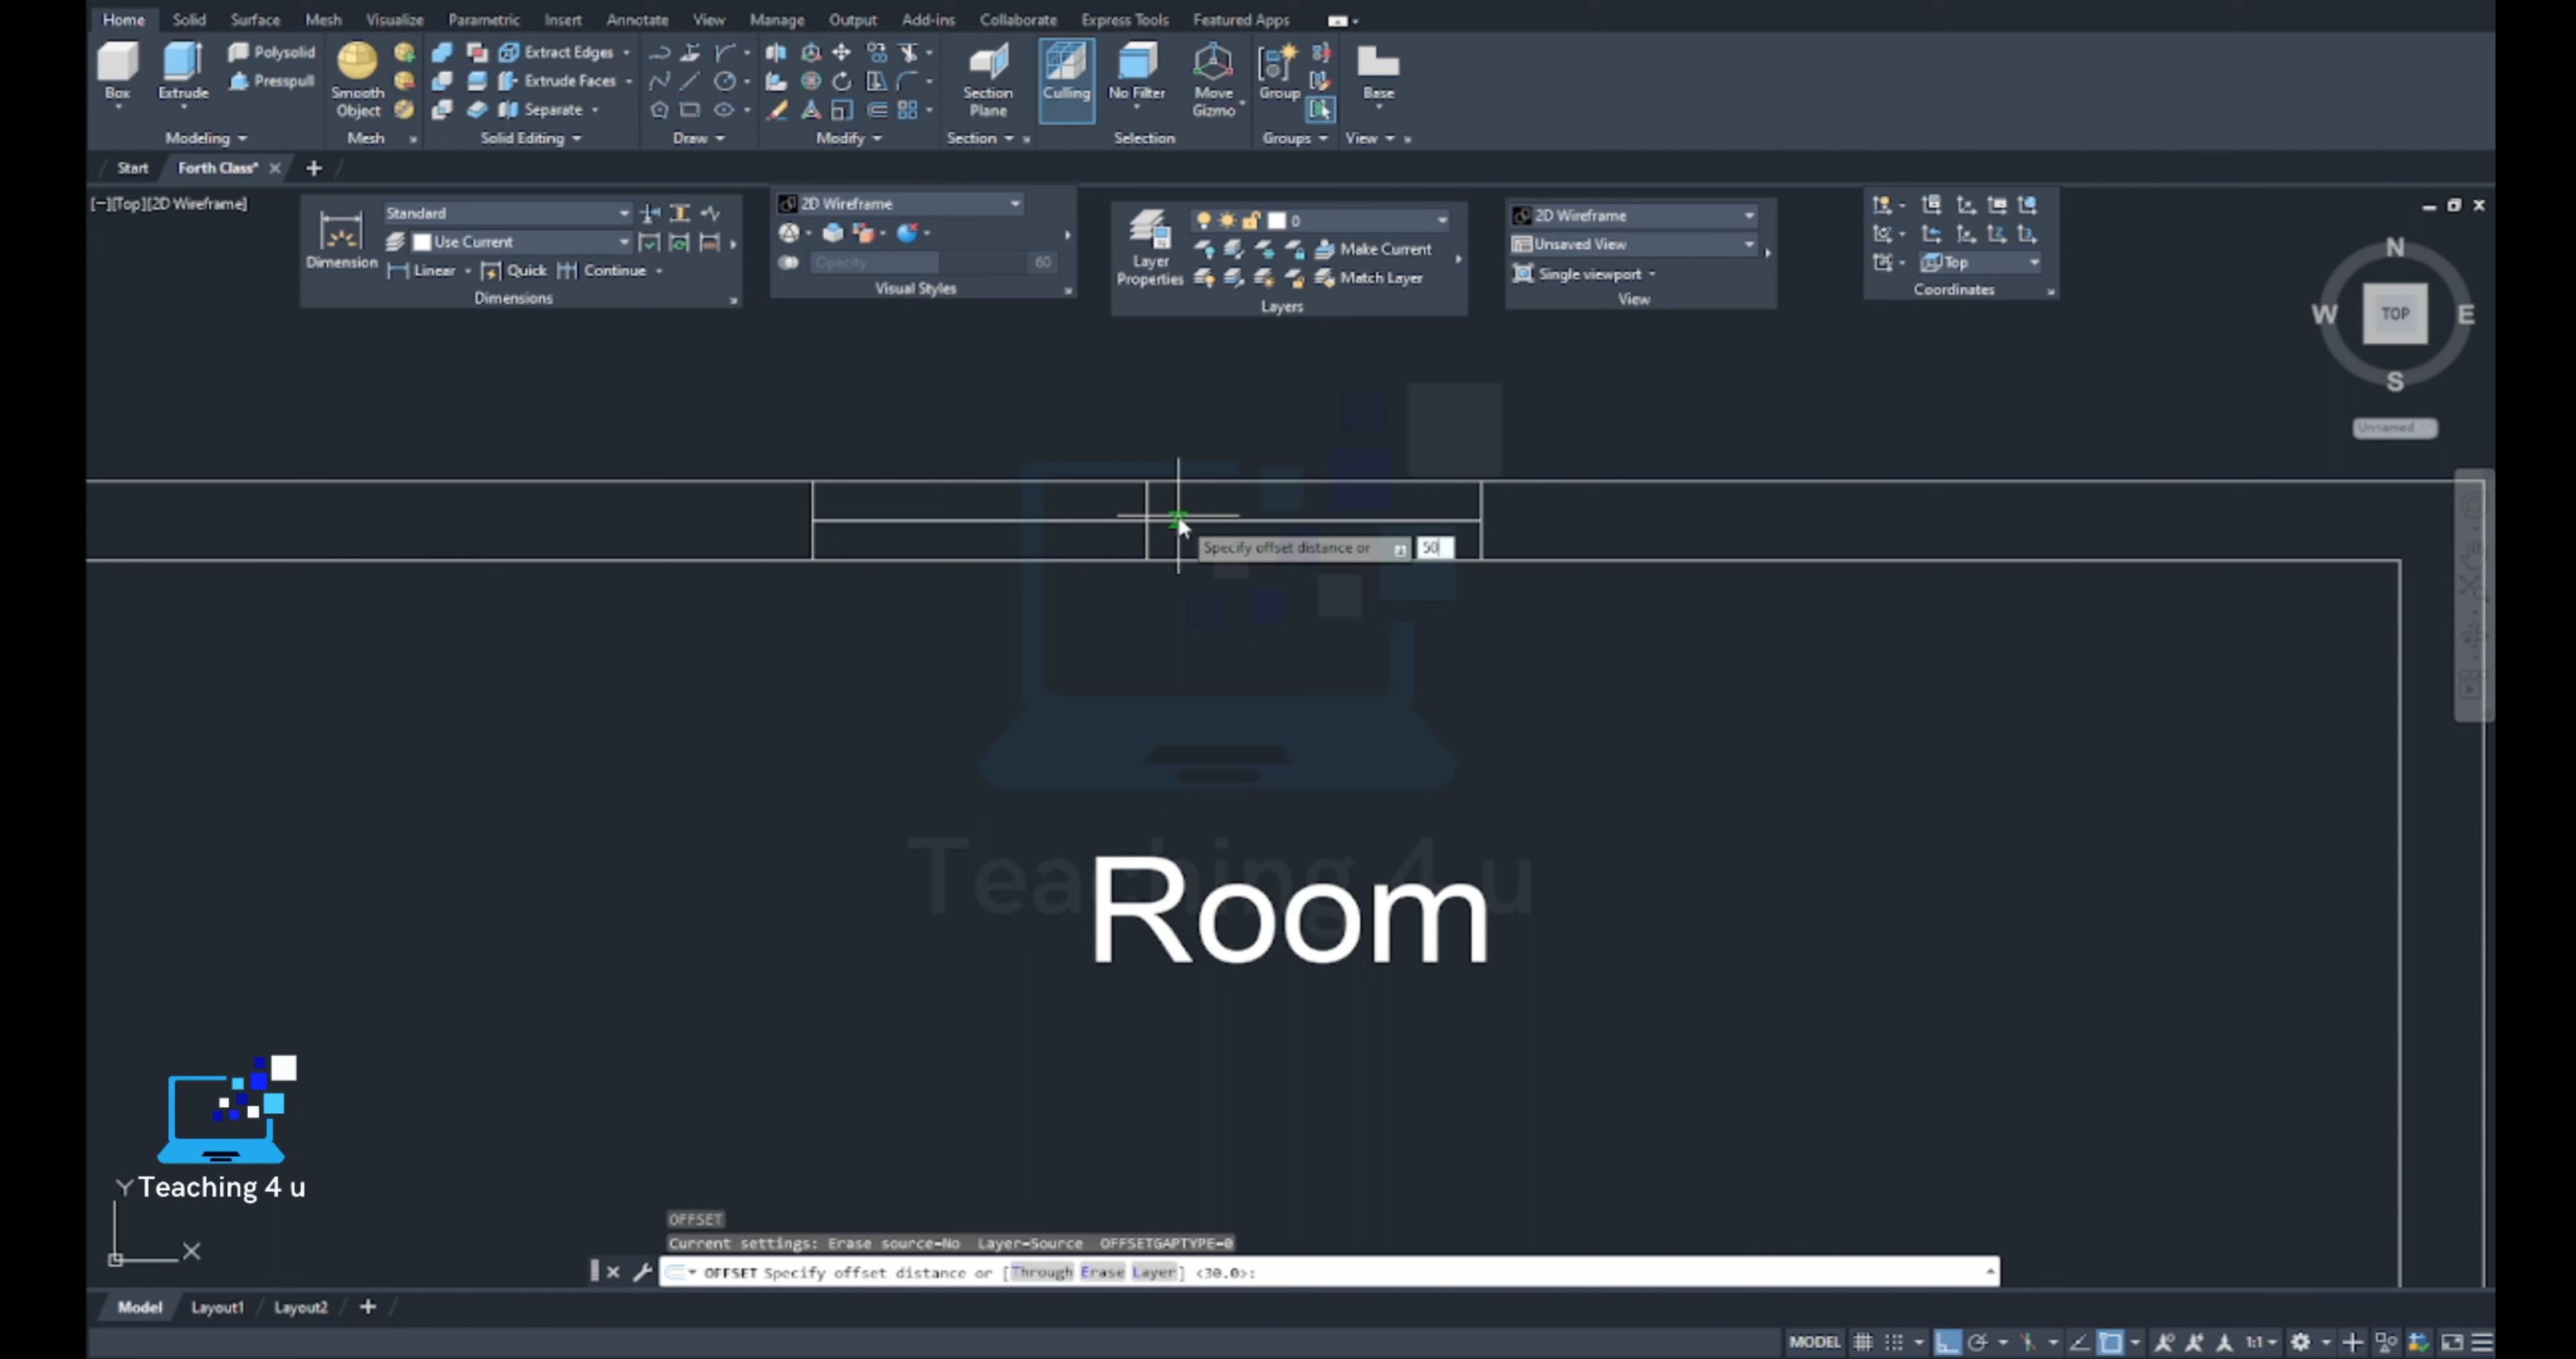 Home Solid Surface Mesh Visualize Parametric Insert Annotate View Manage Output Add-ins Collaborate Express Tools Featured Apps
Box Extrude Polysolid Presspull
Modeling
Smooth Object
Mesh
Extract Edges
Extrude Faces
Separate
Solid Editing
Draw
Modify
Section Plane
Section
Culling No Filter Move Gizmo
Selection
Group
Groups
Base
View
Start Forth Class*
[−][Top][2D Wireframe]
Dimension
Standard
Use Current
Linear Quick Continue
Dimensions
2D Wireframe
Opacity 60
Visual Styles
Layer Properties
0
Make Current
Match Layer
Layers
2D Wireframe
Unsaved View
Single viewport
View
Top
Coordinates
N
W TOP E
S
Unnamed
Specify offset distance or 50
Teaching 4 u
Room
Teaching 4 u
Y
X
OFFSET
Current settings: Erase source=No Layer=Source OFFSETGAPTYPE=0
OFFSET Specify offset distance or [Through Erase Layer] <30.0>:
Model Layout1 Layout2
MODEL 1:1